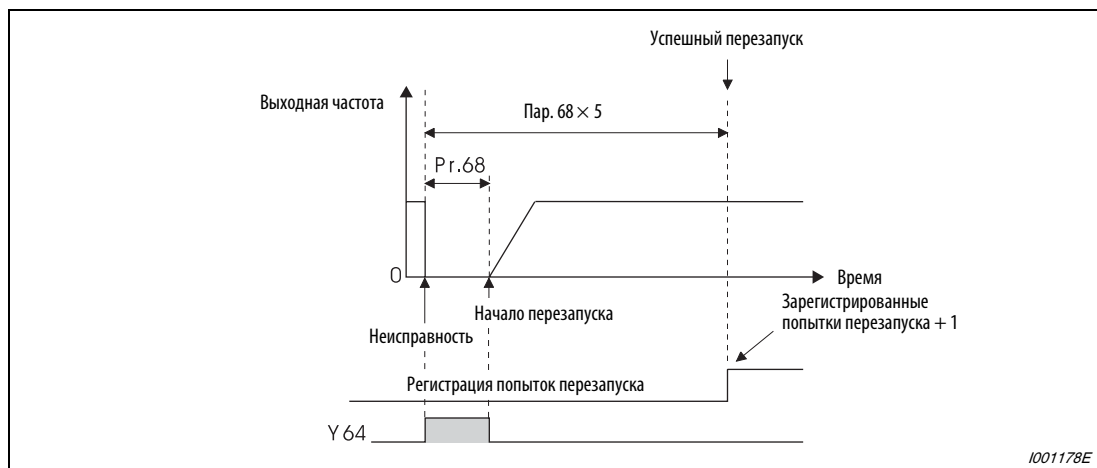 Успешный перезапуск
Выходная частота
Пар. 68 × 5
Pr.68
0
Время
Начало перезапуска
Зарегистрированные
попытки перезапуска + 1
Неисправность
Регистрация попыток перезапуска
Y64
I001178E